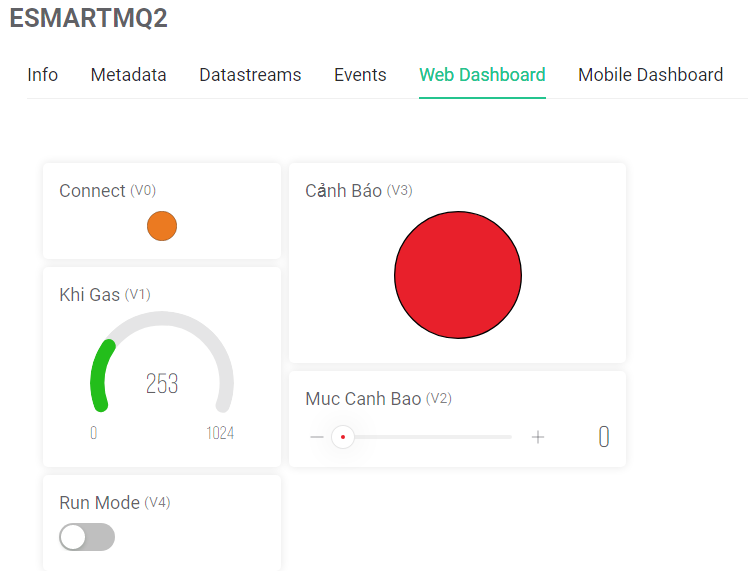 ESMARTMQ2
Info Metadata Datastreams Events Web Dashboard Mobile Dashboard
Connect (V0)
Cảnh Báo (V3)
Khi Gas (V1)
253
0 1024
Muc Canh Bao (V2)
— + 0
Run Mode (V4)